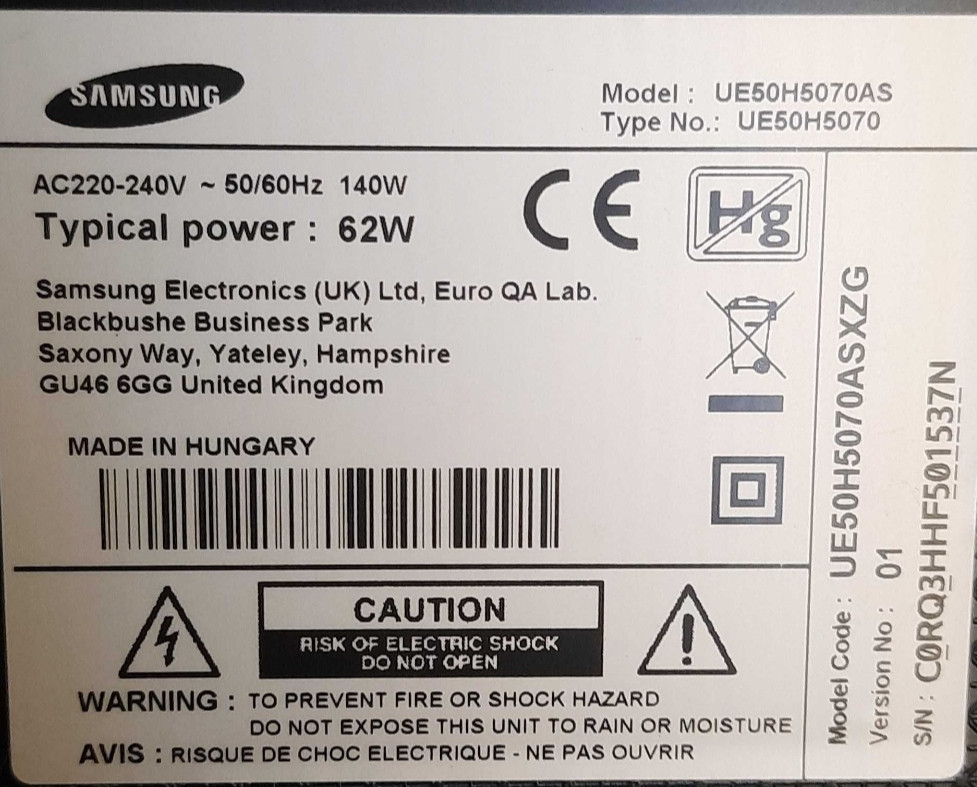 SAMSUNG
Model : UE50H5070AS
Type No.: UE50H5070
AC220-240V ~ 50/60Hz 140W
Typical power : 62W
CE
Hg
Samsung Electronics (UK) Ltd, Euro QA Lab.
Blackbushe Business Park
Saxony Way, Yateley, Hampshire
GU46 6GG United Kingdom
MADE IN HUNGARY
CAUTION
RISK OF ELECTRIC SHOCK
DO NOT OPEN
WARNING : TO PREVENT FIRE OR SHOCK HAZARD
DO NOT EXPOSE THIS UNIT TO RAIN OR MOISTURE
AVIS : RISQUE DE CHOC ELECTRIQUE - NE PAS OUVRIR
Model Code : UE50H5070ASXZG
Version No : 01
S/N : C0RQ3HHF501537N